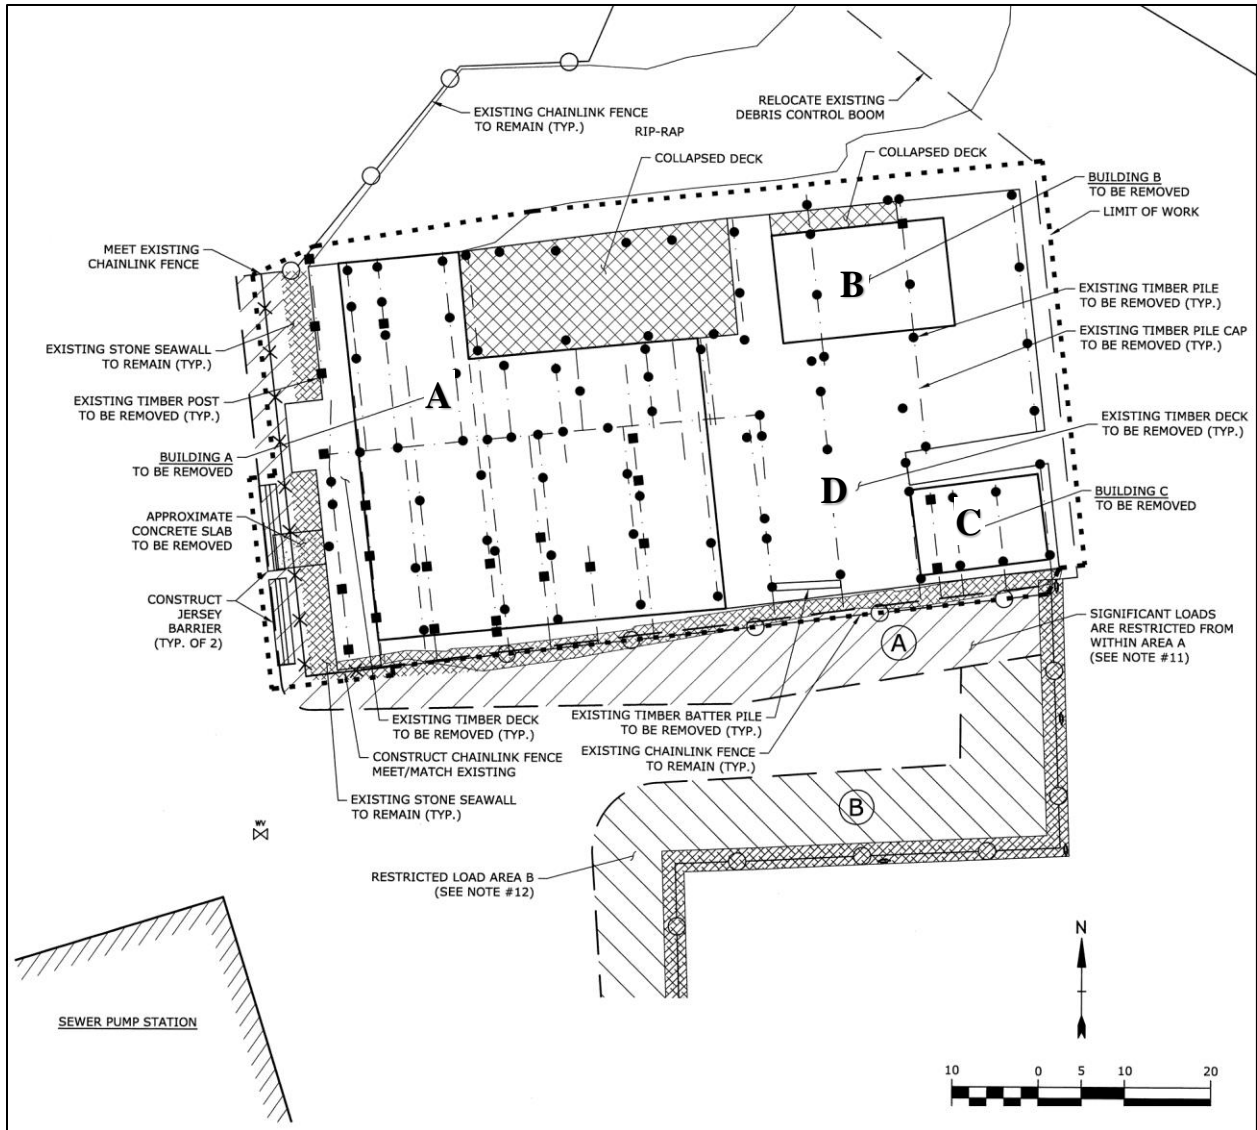 EXISTING CHAINLINK FENCE
TO REMAIN (TYP.)
RELOCATE EXISTING
DEBRIS CONTROL BOOM
RIP-RAP
COLLAPSED DECK
COLLAPSED DECK
BUILDING B
TO BE REMOVED
LIMIT OF WORK
MEET EXISTING
CHAINLINK FENCE
B
EXISTING TIMBER PILE
TO BE REMOVED (TYP.)
EXISTING STONE SEAWALL
TO REMAIN (TYP.)
EXISTING TIMBER PILE CAP
TO BE REMOVED (TYP.)
EXISTING TIMBER POST
TO BE REMOVED (TYP.)
A
EXISTING TIMBER DECK
TO BE REMOVED (TYP.)
BUILDING A
TO BE REMOVED
D
BUILDING C
TO BE REMOVED
C
APPROXIMATE
CONCRETE SLAB
TO BE REMOVED
CONSTRUCT
JERSEY
BARRIER
(TYP. OF 2)
SIGNIFICANT LOADS
ARE RESTRICTED FROM
WITHIN AREA A
(SEE NOTE #11)
A
EXISTING TIMBER DECK
TO BE REMOVED (TYP.)
EXISTING TIMBER BATTER PILE
TO BE REMOVED (TYP.)
CONSTRUCT CHAINLINK FENCE
MEET/MATCH EXISTING
EXISTING CHAINLINK FENCE
TO REMAIN (TYP.)
EXISTING STONE SEAWALL
TO REMAIN (TYP.)
B
WV
RESTRICTED LOAD AREA B
(SEE NOTE #12)
N
SEWER PUMP STATION
10 0 5 10 20